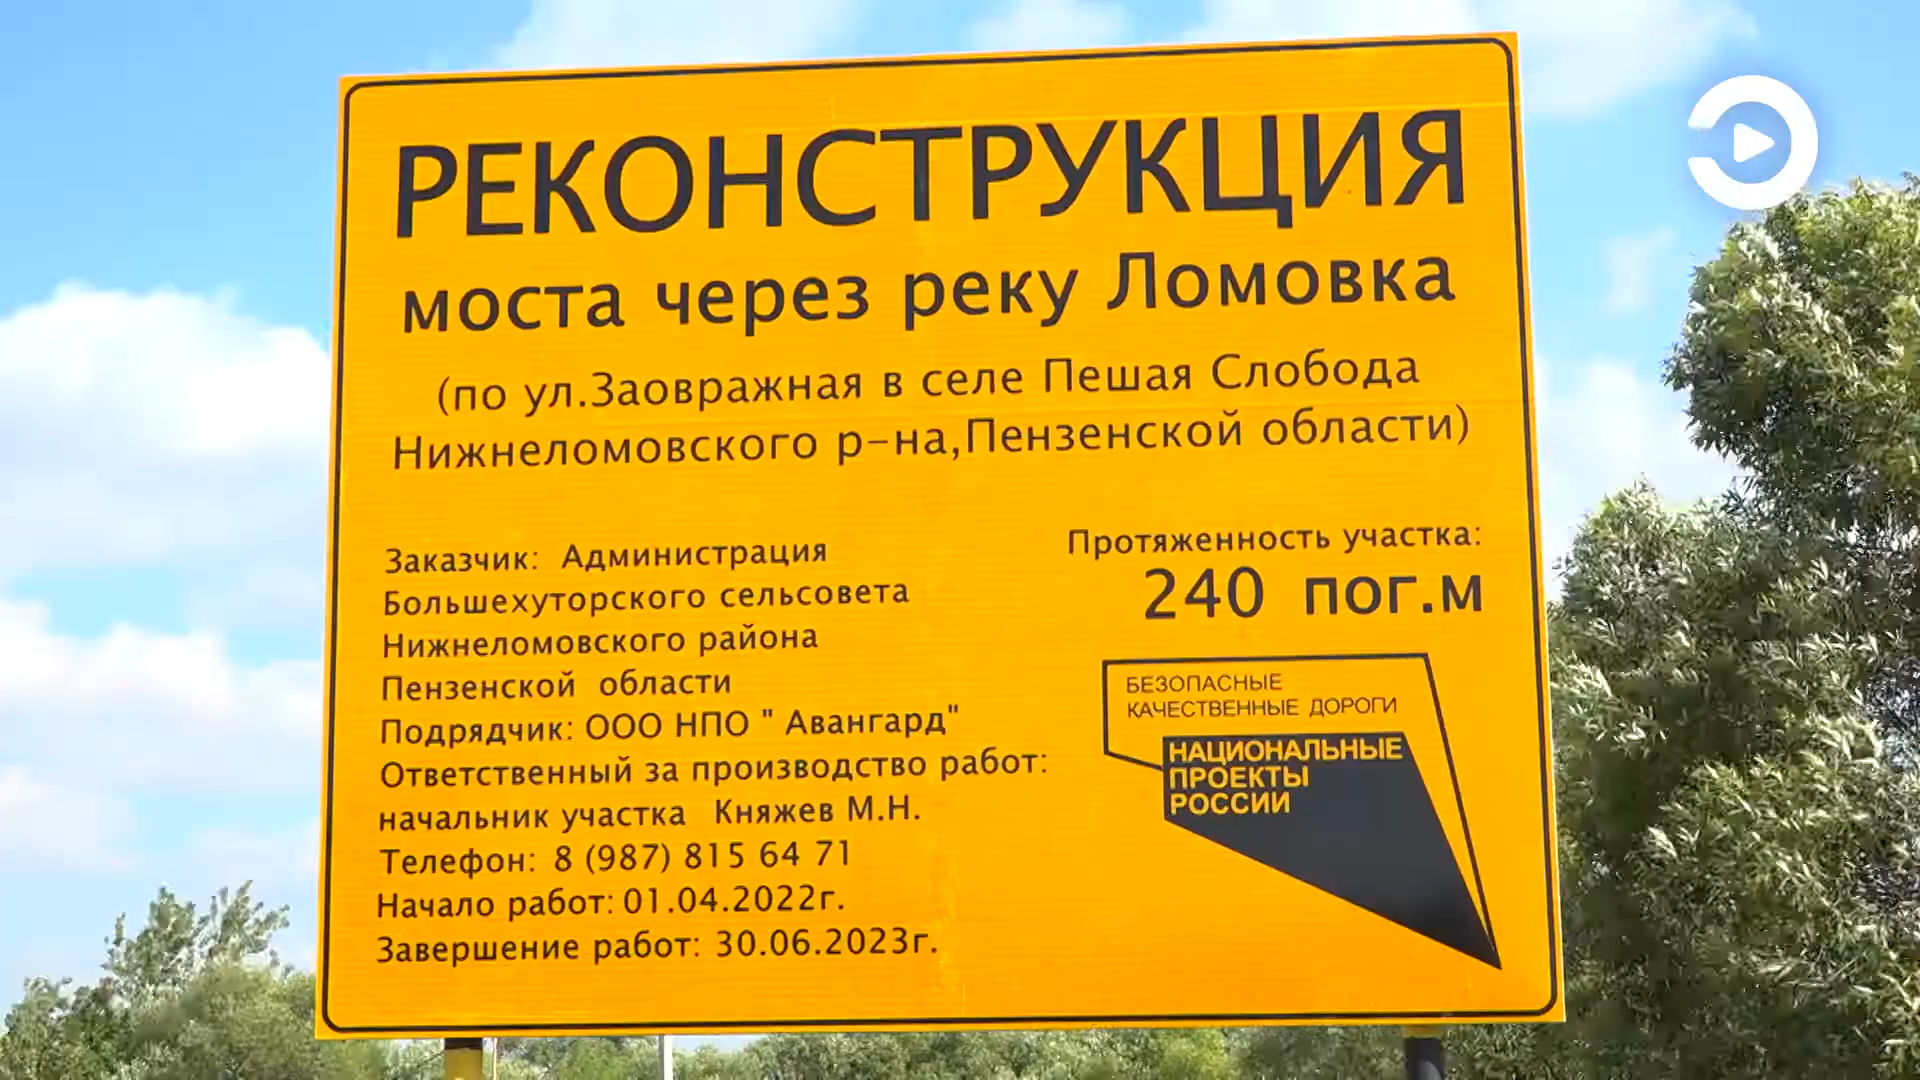 РЕКОНСТРУКЦИЯ
моста через реку Ломовка
(по ул.Заовражная в селе Пешая Слобода
Нижнеломовского р-на,Пензенской области)
Заказчик: Администрация
Большехуторского сельсовета
Нижнеломовского района
Пензенской области
Подрядчик: ООО НПО " Авангард"
Ответственный за производство работ:
начальник участка Княжев М.Н.
Телефон: 8 (987) 815 64 71
Начало работ: 01.04.2022г.
Завершение работ: 30.06.2023г.
Протяженность участка:
240 пог.м
БЕЗОПАСНЫЕ
КАЧЕСТВЕННЫЕ ДОРОГИ
НАЦИОНАЛЬНЫЕ
ПРОЕКТЫ
РОССИИ